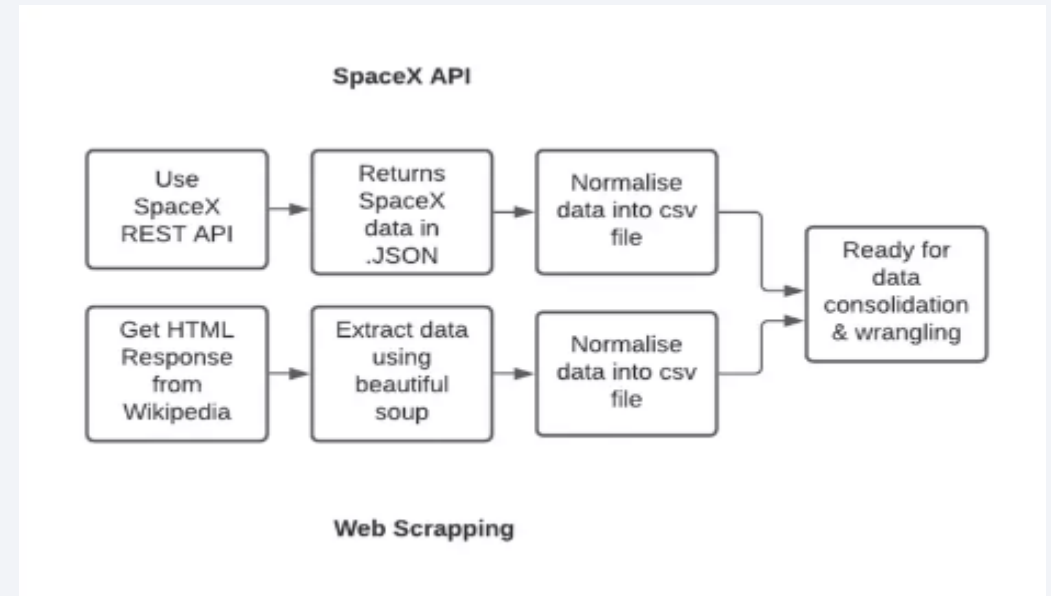 SpaceX API
Use
SpaceX
REST API
Returns
SpaceX
data in
.JSON
Normalise
data into csv
file
Ready for
data
consolidation
& wrangling
Get HTML
Response
from
Wikipedia
Extract data
using
beautiful
soup
Normalise
data into csv
file
Web Scrapping